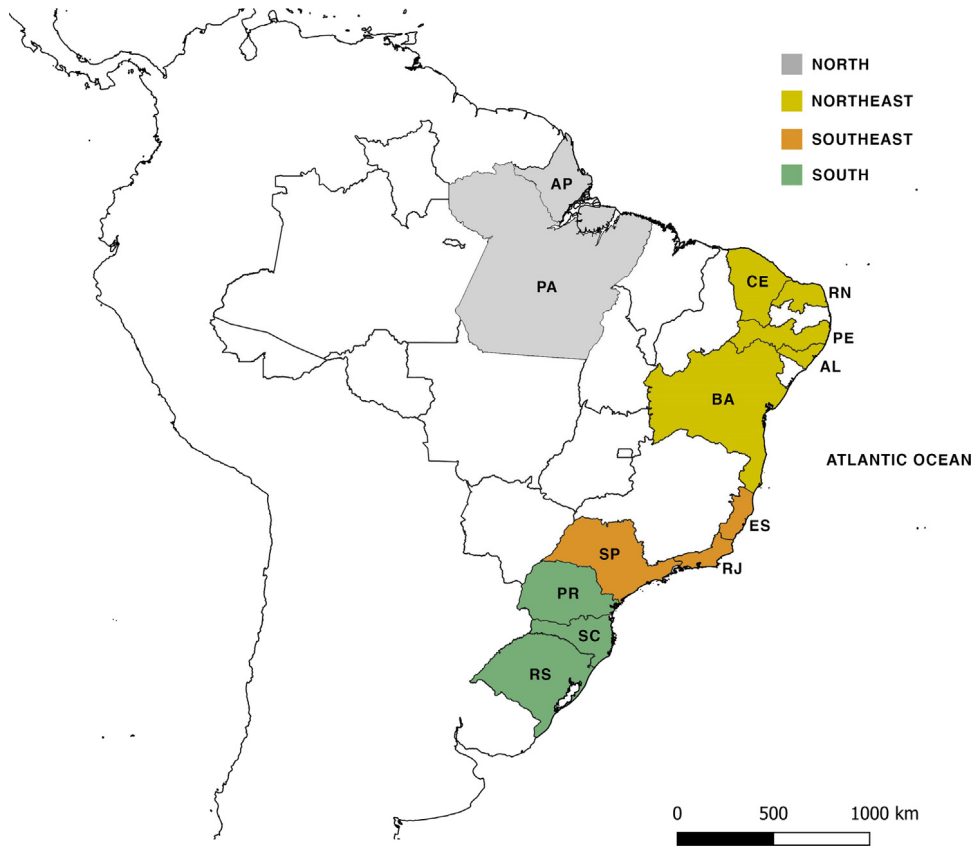 NORTH
NORTHEAST
SOUTHEAST
SOUTH
AP
PA
CE
RN
PE
AL
BA
ATLANTIC OCEAN
ES
SP
RJ
PR
SC
RS
0 500 1000 km